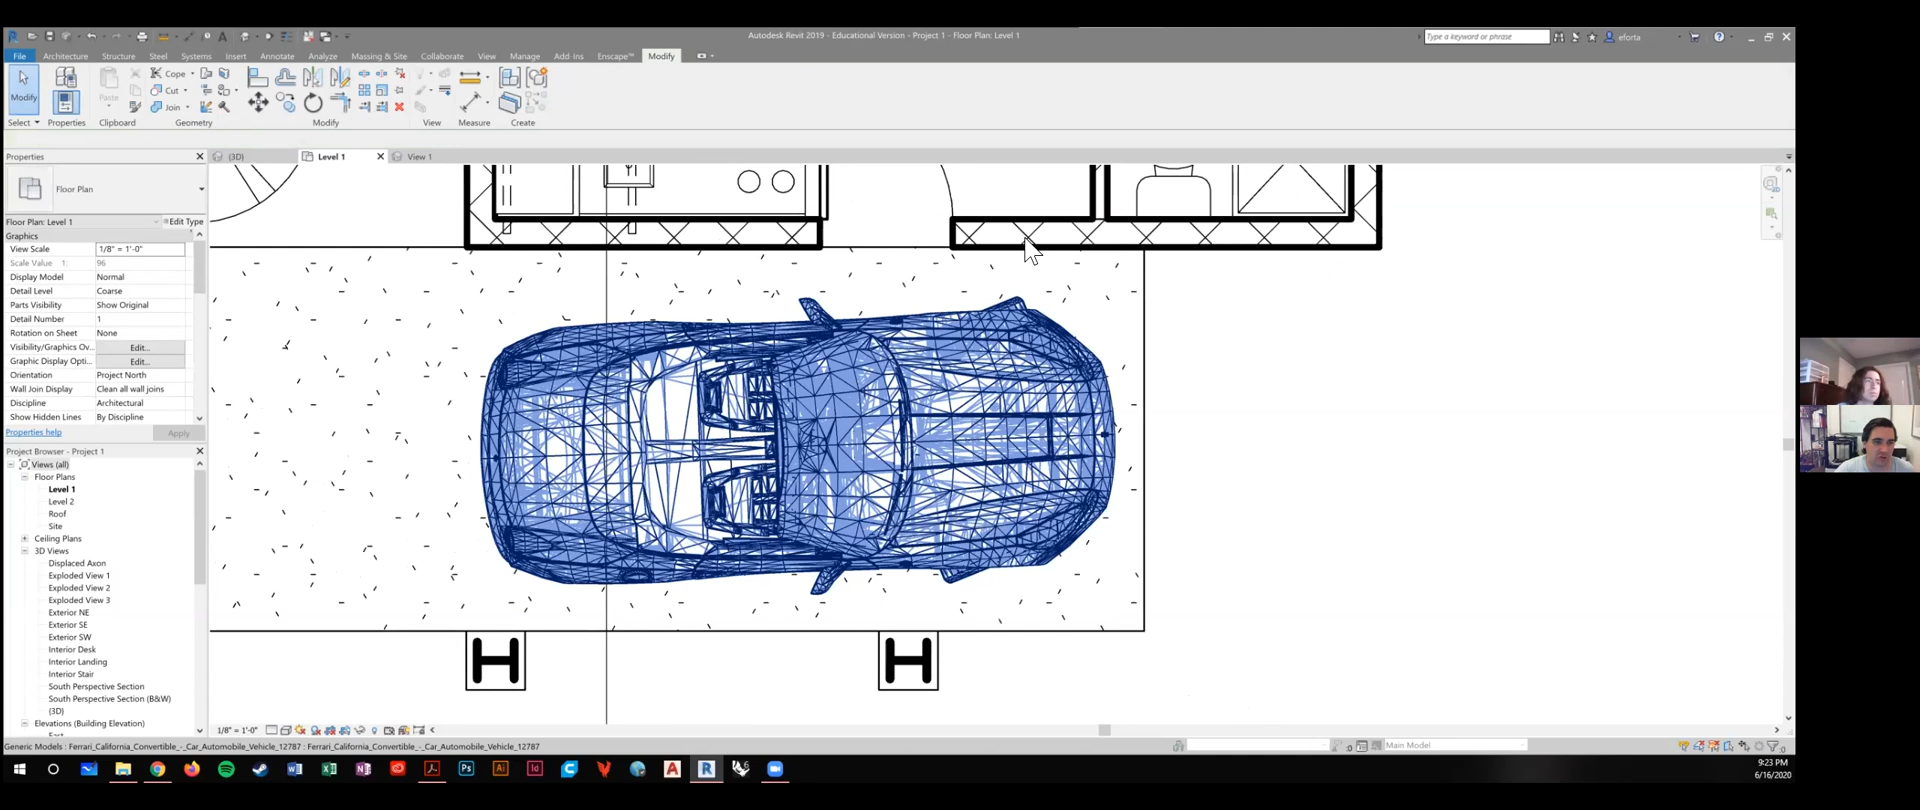 Autodesk Revit 2019 - Educational Version - Project 1 - Floor Plan: Level 1
Type a keyword or phrase
eforta
File Architecture Structure Steel Systems Insert Annotate Analyze Massing & Site Collaborate View Manage Add-Ins Enscape™ Modify
Modify
Paste
Cope
Cut
Join
Select Properties Clipboard Geometry Modify View Measure Create
Properties
{3D}
Level 1
View 1
Floor Plan
Floor Plan: Level 1
Edit Type
Graphics
View Scale 1/8" = 1'-0"
Scale Value 1: 96
Display Model Normal
Detail Level Coarse
Parts Visibility Show Original
Detail Number 1
Rotation on Sheet None
Visibility/Graphics Ov... Edit...
Graphic Display Opti... Edit...
Orientation Project North
Wall Join Display Clean all wall joins
Discipline Architectural
Show Hidden Lines By Discipline
Properties help
Apply
Project Browser - Project 1
Views (all)
Floor Plans
Level 1
Level 2
Roof
Site
Ceiling Plans
3D Views
Displaced Axon
Exploded View 1
Exploded View 2
Exploded View 3
Exterior NE
Exterior SE
Exterior SW
Interior Desk
Interior Landing
Interior Stair
South Perspective Section
South Perspective Section (B&W)
{3D}
Elevations (Building Elevation)
1/8" = 1'-0"
Generic Models : Ferrari_California_Convertible_-_Car_Automobile_Vehicle_12787 : Ferrari_California_Convertible_-_Car_Automobile_Vehicle_12787
:0
Main Model
:0
9:23 PM
6/16/2020